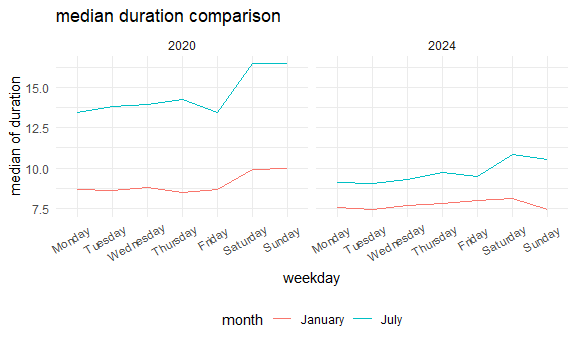 median duration comparison
2020 2024
median of duration
15.0
12.5
10.0
7.5
Monday Tuesday Wednesday Thursday Friday Saturday Sunday Monday Tuesday Wednesday Thursday Friday Saturday Sunday
weekday
month January July